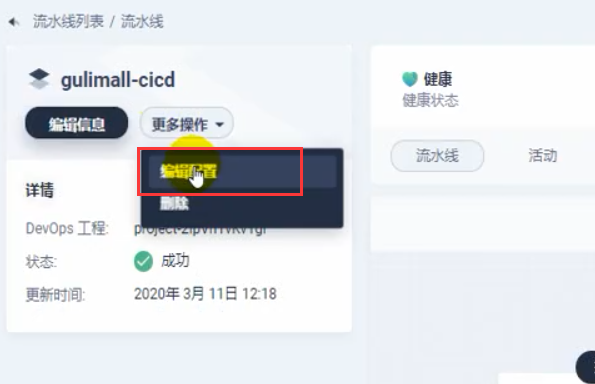 流水线列表 / 流水线
gulimall-cicd
编辑信息
更多操作
编辑配置
删除
详情
DevOps 工程:
状态:
成功
更新时间:
2020年 3月 11日 12:18
健康
健康状态
流水线
活动